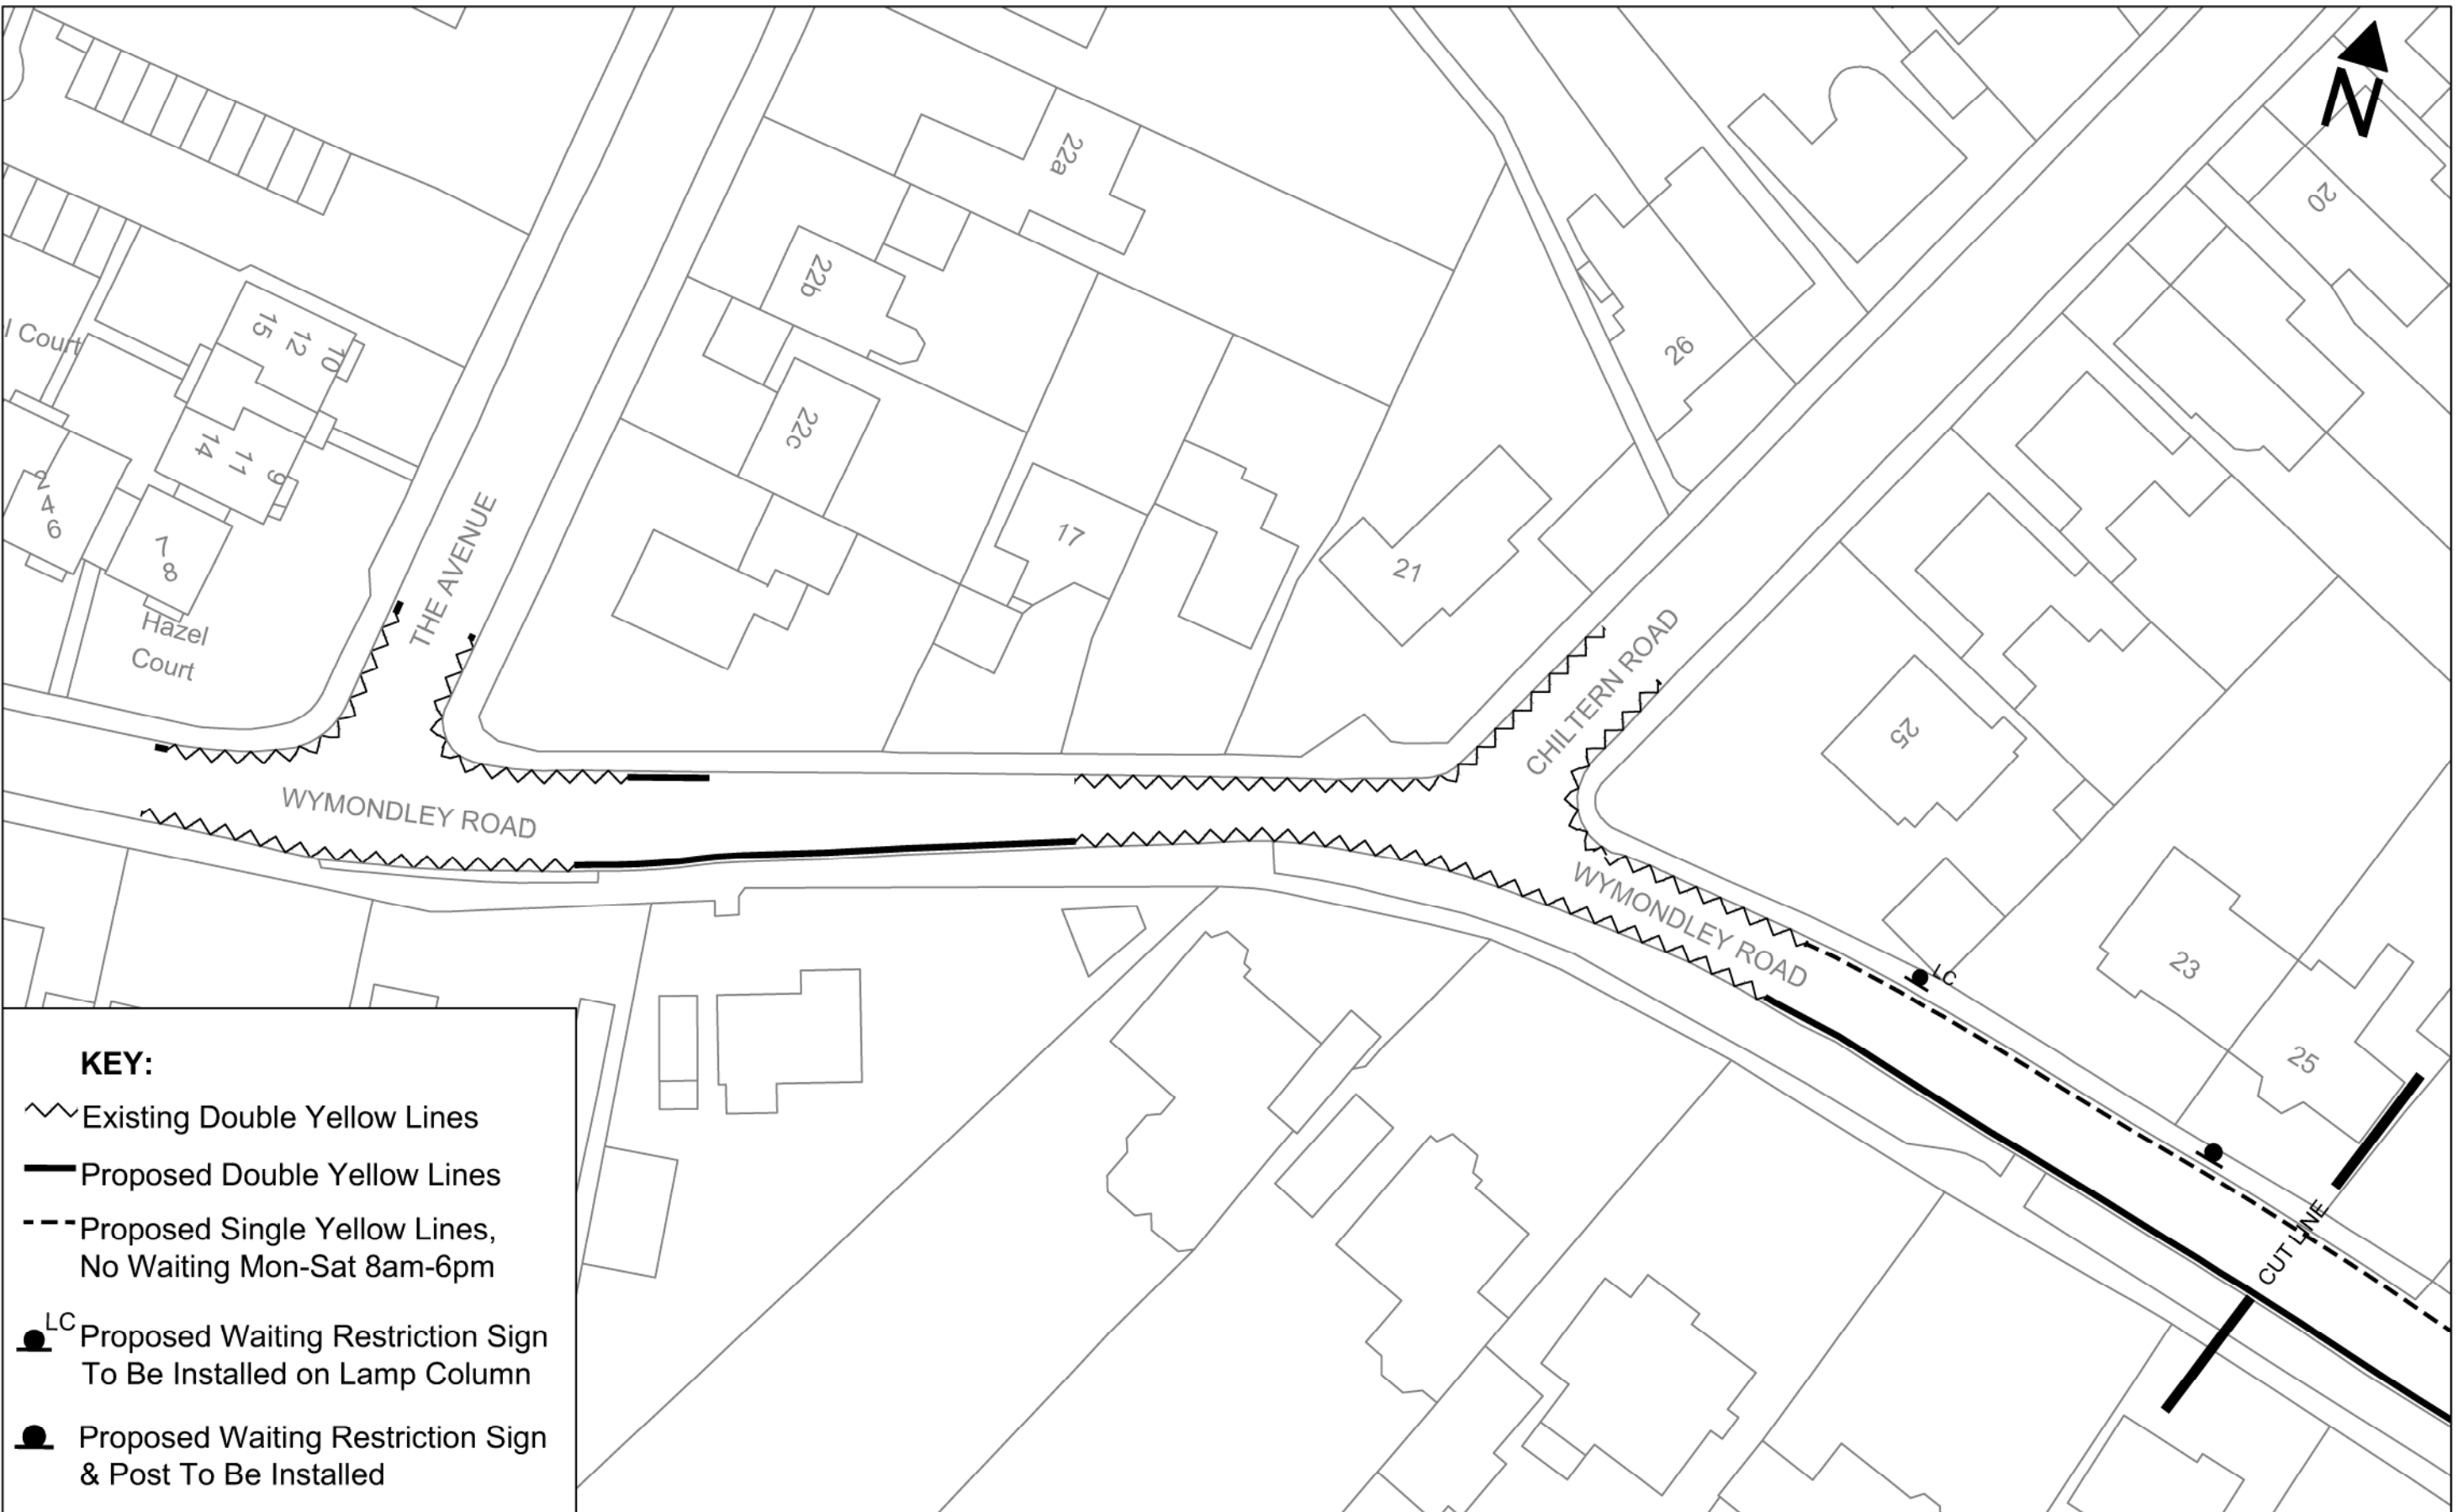 N
22a
20
22b
15
12
10
l Court
26
22c
14
11
9
2
4
6
THE AVENUE
17
7
8
21
Hazel
Court
CHILTERN ROAD
25
WYMONDLEY ROAD
WYMONDLEY ROAD
LC
23
25
CUT LINE
KEY:
Existing Double Yellow Lines
Proposed Double Yellow Lines
Proposed Single Yellow Lines,
No Waiting Mon-Sat 8am-6pm
LC
Proposed Waiting Restriction Sign
To Be Installed on Lamp Column
Proposed Waiting Restriction Sign
& Post To Be Installed